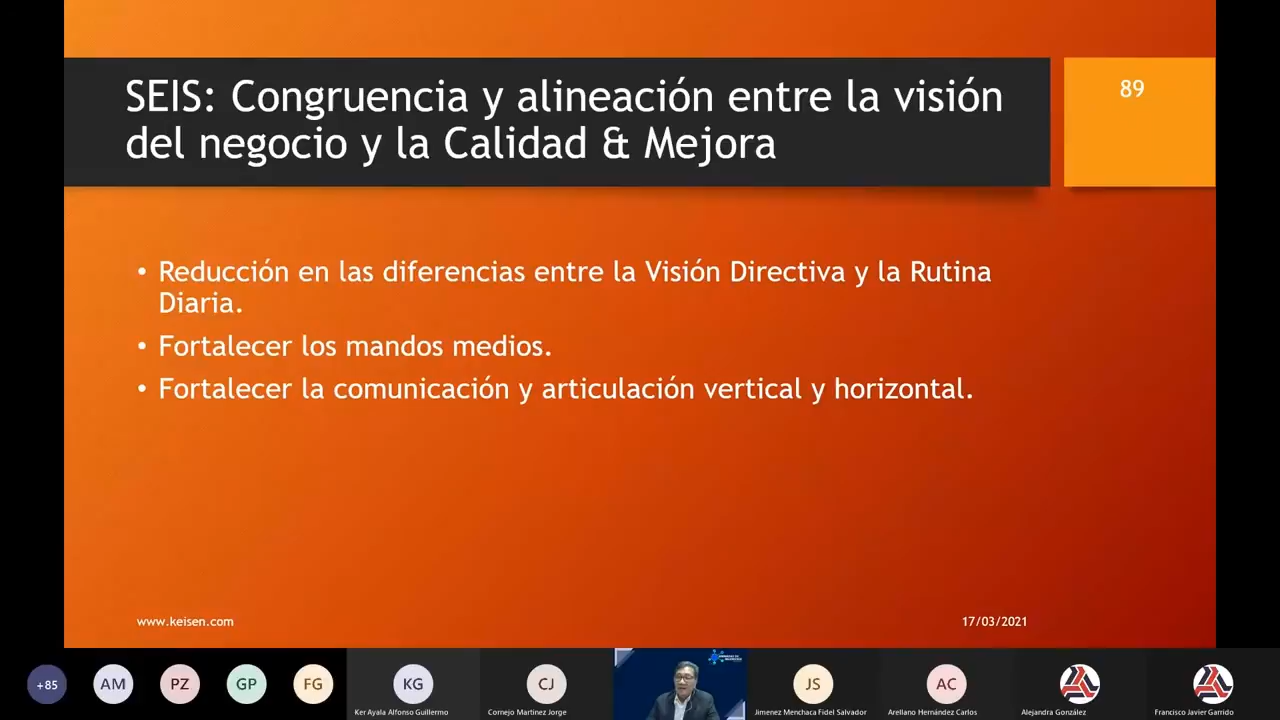 SEIS: Congruencia y alineación entre la visión
del negocio y la Calidad & Mejora
89
• Reducción en las diferencias entre la Visión Directiva y la Rutina
Diaria.
• Fortalecer los mandos medios.
• Fortalecer la comunicación y articulación vertical y horizontal.
www.keisen.com
17/03/2021
+85
AM
PZ
GP
FG
KG
CJ
JS
AC
Ker Ayala Alfonso Guillermo
Cornejo Martinez Jorge
Jimenez Menchaca Fidel Salvador
Arellano Hernández Carlos
Alejandra González
Francisco Javier Garrido